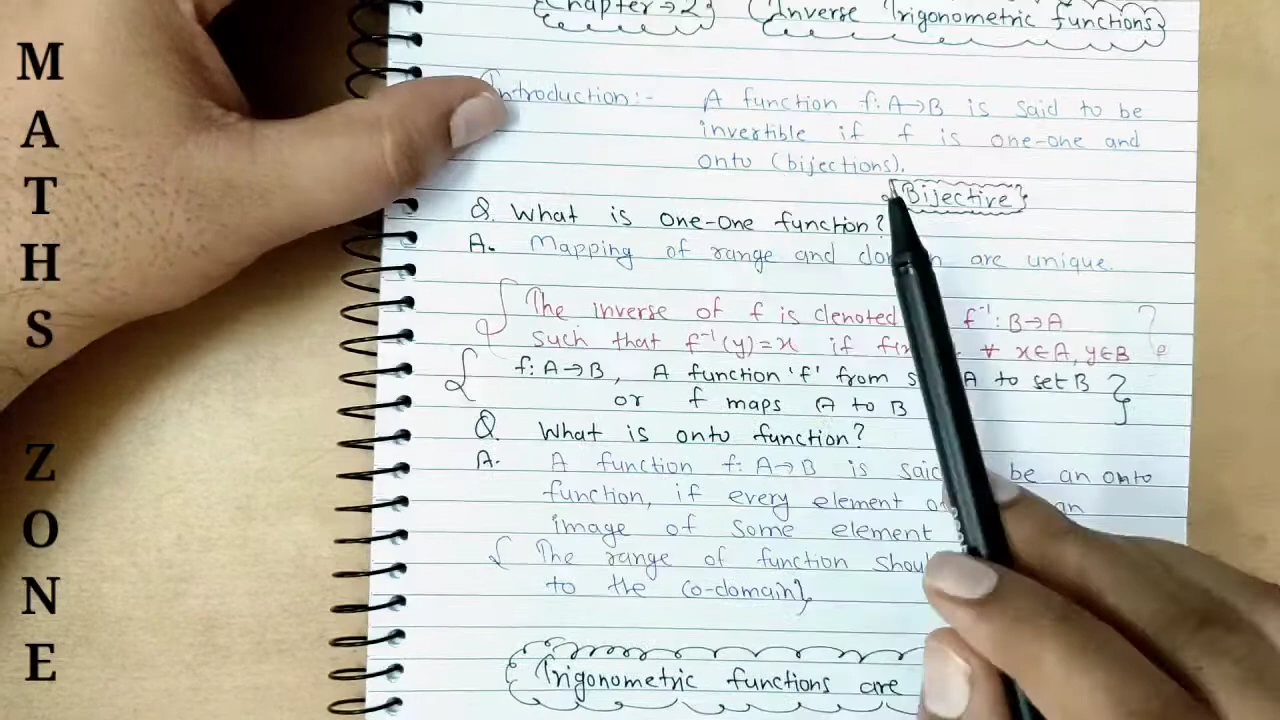 MATHS ZONE
Chapter→2} (Inverse Trigonometric functions}
Introduction:- A function f: A→B is said to be
invertible if f is one-one and
onto (bijections).
Bijective
Q. What is one-one function?
A. Mapping of range and are unique.
{ The inverse of f is denoted f⁻¹: B→A
such that f⁻¹(y)=x if ∀ x∈A, y∈B
{ f: A→B, A function 'f' from A to set B }
or f maps A to B
Q. What is onto function?
A. A function f: A→B is said be an onto
function, if every element an
image of some element
{ The range of function
to the co-domain}
Trigonometric functions are